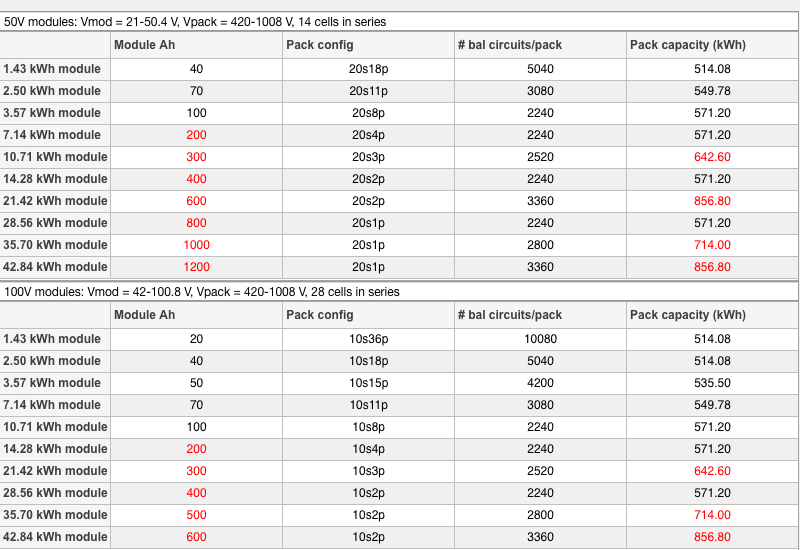 50V modules: Vmod = 21-50.4 V, Vpack = 420-1008 V, 14 cells in series
Module Ah Pack config # bal circuits/pack Pack capacity (kWh)
1.43 kWh module 40 20s18p 5040 514.08
2.50 kWh module 70 20s11p 3080 549.78
3.57 kWh module 100 20s8p 2240 571.20
7.14 kWh module 200 20s4p 2240 571.20
10.71 kWh module 300 20s3p 2520 642.60
14.28 kWh module 400 20s2p 2240 571.20
21.42 kWh module 600 20s2p 3360 856.80
28.56 kWh module 800 20s1p 2240 571.20
35.70 kWh module 1000 20s1p 2800 714.00
42.84 kWh module 1200 20s1p 3360 856.80
100V modules: Vmod = 42-100.8 V, Vpack = 420-1008 V, 28 cells in series
Module Ah Pack config # bal circuits/pack Pack capacity (kWh)
1.43 kWh module 20 10s36p 10080 514.08
2.50 kWh module 40 10s18p 5040 514.08
3.57 kWh module 50 10s15p 4200 535.50
7.14 kWh module 70 10s11p 3080 549.78
10.71 kWh module 100 10s8p 2240 571.20
14.28 kWh module 200 10s4p 2240 571.20
21.42 kWh module 300 10s3p 2520 642.60
28.56 kWh module 400 10s2p 2240 571.20
35.70 kWh module 500 10s2p 2800 714.00
42.84 kWh module 600 10s2p 3360 856.80